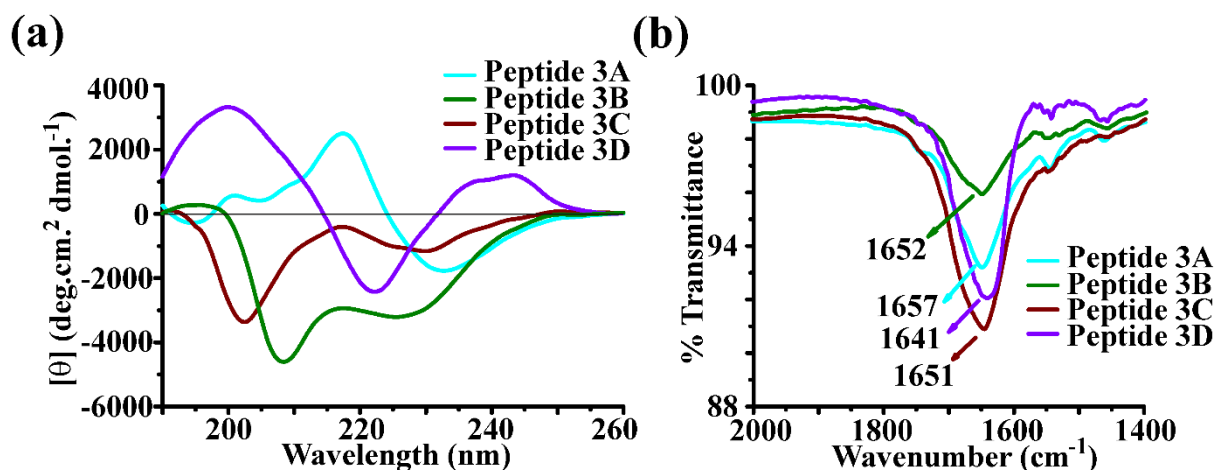 (a)
[θ] (deg.cm.² dmol.⁻¹)
4000
2000
0
-2000
-4000
-6000
200
220
240
260
Wavelength (nm)
Peptide 3A
Peptide 3B
Peptide 3C
Peptide 3D
(b)
% Transmittance
100
94
88
2000
1800
1600
1400
Wavenumber (cm⁻¹)
1652
1657
1641
1651
Peptide 3A
Peptide 3B
Peptide 3C
Peptide 3D